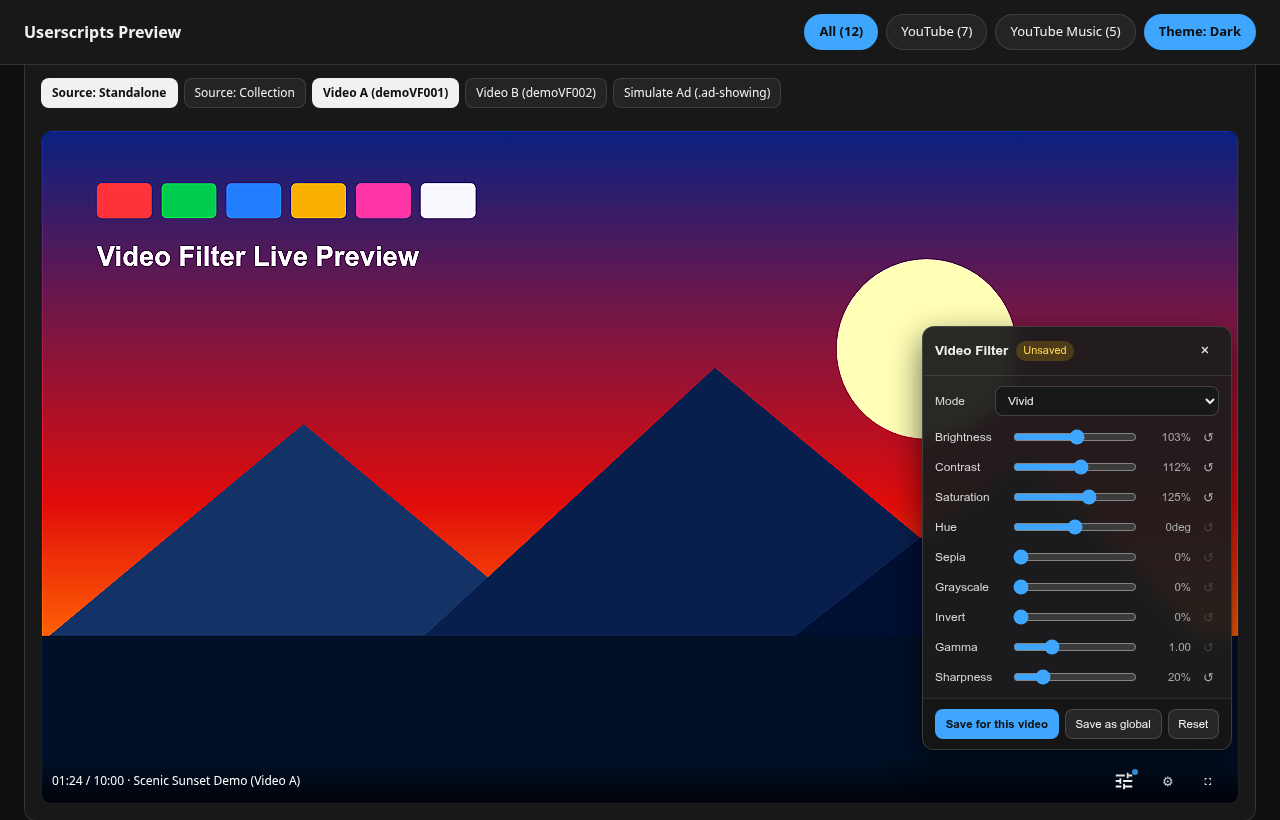 Userscripts Preview
All (12)
YouTube (7)
YouTube Music (5)
Theme: Dark
Source: Standalone
Source: Collection
Video A (demoVF001)
Video B (demoVF002)
Simulate Ad (.ad-showing)
Video Filter Live Preview
Video Filter
Unsaved
×
Mode
Vivid
Brightness 103% ↺
Contrast 112% ↺
Saturation 125% ↺
Hue 0deg ↺
Sepia 0% ↺
Grayscale 0% ↺
Invert 0% ↺
Gamma 1.00 ↺
Sharpness 20% ↺
Save for this video
Save as global
Reset
01:24 / 10:00 · Scenic Sunset Demo (Video A)